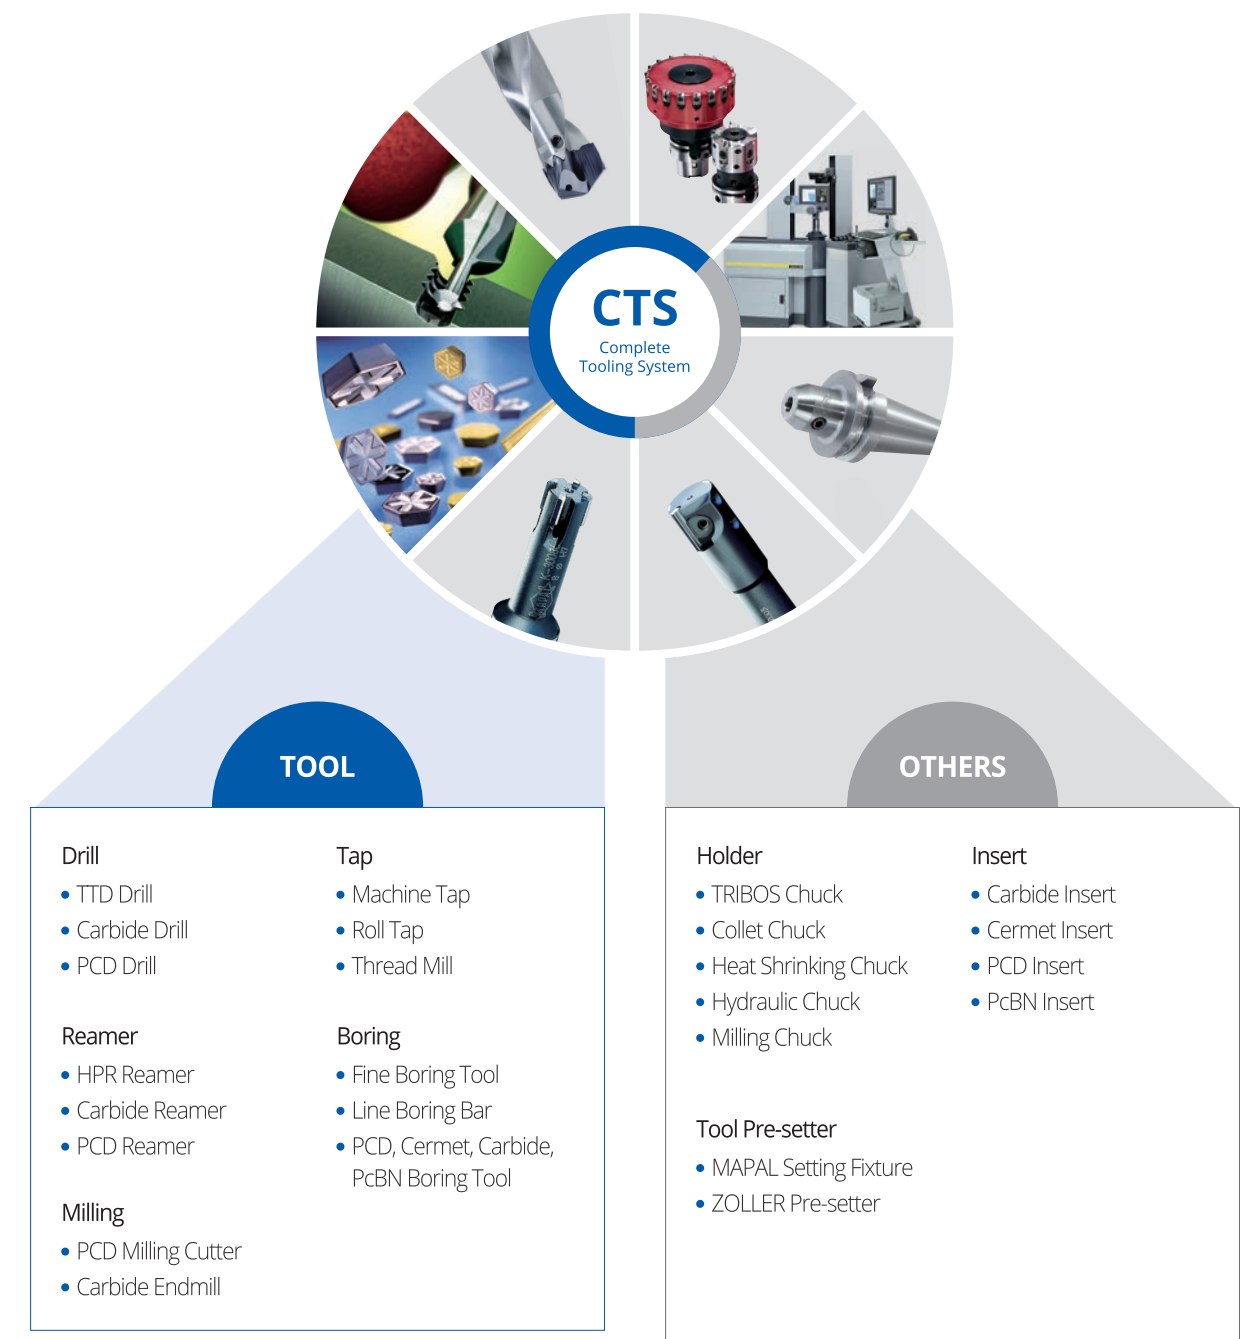 CTS
Complete
Tooling System
TOOL
Drill
TTD Drill
Carbide Drill
PCD Drill
Tap
Machine Tap
Roll Tap
Thread Mill
Reamer
HPR Reamer
Carbide Reamer
PCD Reamer
Boring
Fine Boring Tool
Line Boring Bar
PCD, Cermet, Carbide,
PcBN Boring Tool
Milling
PCD Milling Cutter
Carbide Endmill
OTHERS
Holder
TRIBOS Chuck
Collet Chuck
Heat Shrinking Chuck
Hydraulic Chuck
Milling Chuck
Insert
Carbide Insert
Cermet Insert
PCD Insert
PcBN Insert
Tool Pre-setter
MAPAL Setting Fixture
ZOLLER Pre-setter